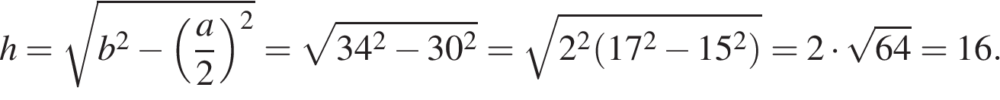 h = √(b² − (a/2)²) = √(34² − 30²) = √(2²(17² − 15²)) = 2 · √64 = 16.